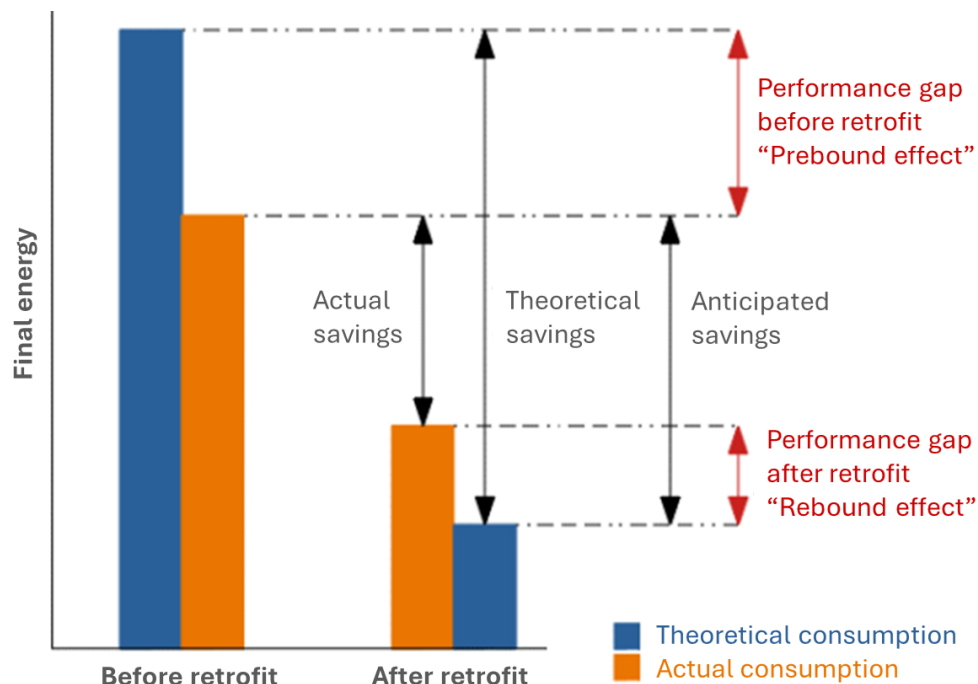 Performance gap
before retrofit
“Prebound effect”
Final energy
Actual
savings
Theoretical
savings
Anticipated
savings
Performance gap
after retrofit
“Rebound effect”
Theoretical consumption
Actual consumption
Before retrofit
After retrofit